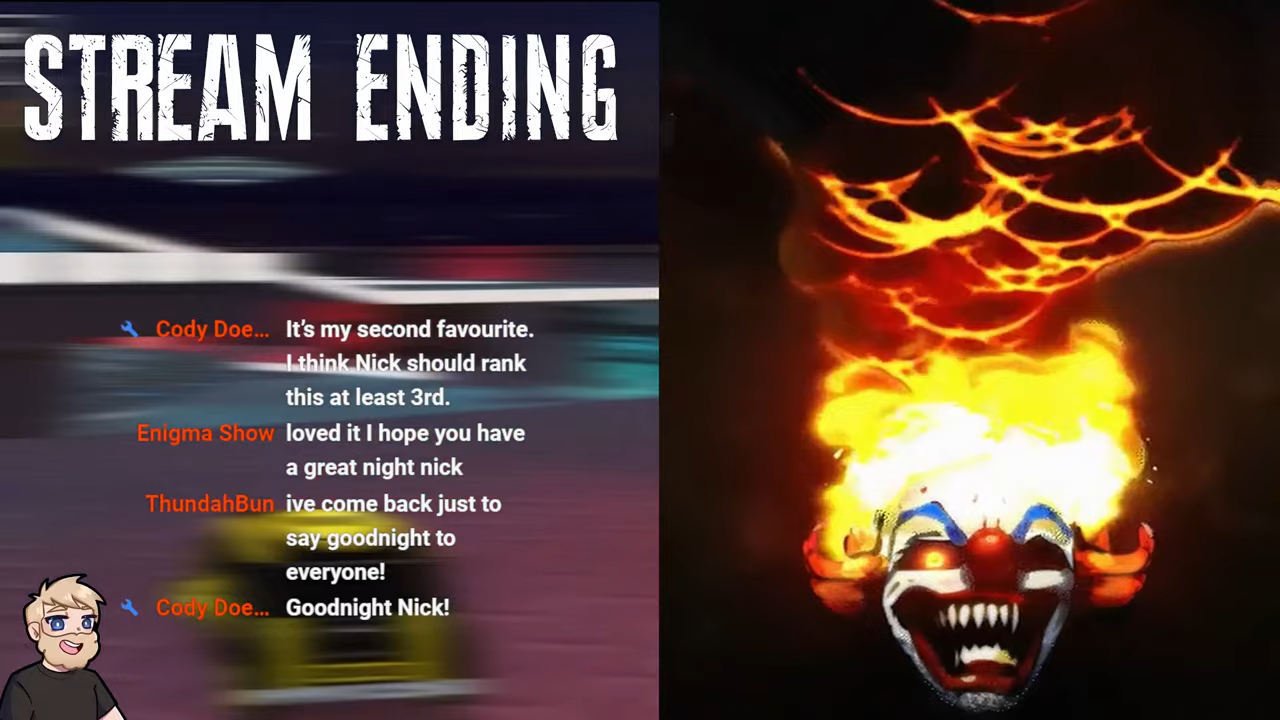 STREAM ENDING
Cody Doe... It's my second favourite.
I think Nick should rank
this at least 3rd.
Enigma Show loved it I hope you have
a great night nick
ThundahBun ive come back just to
say goodnight to
everyone!
Cody Doe... Goodnight Nick!